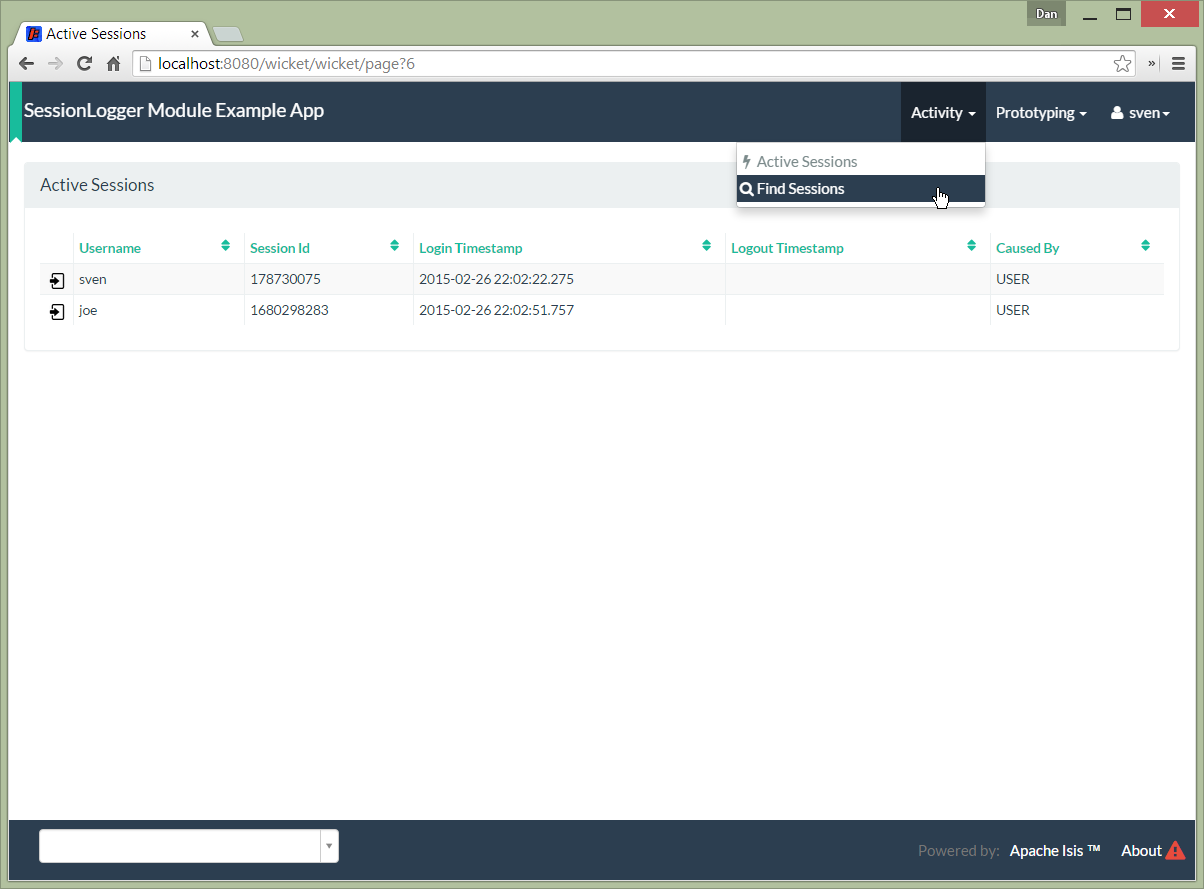 Dan
Active Sessions
localhost:8080/wicket/wicket/page?6
SessionLogger Module Example App
Activity
Prototyping
sven
Active Sessions
Find Sessions
Active Sessions
Username
Session Id
Login Timestamp
Logout Timestamp
Caused By
sven 178730075 2015-02-26 22:02:22.275 USER
joe 1680298283 2015-02-26 22:02:51.757 USER
Powered by: Apache Isis ™ About